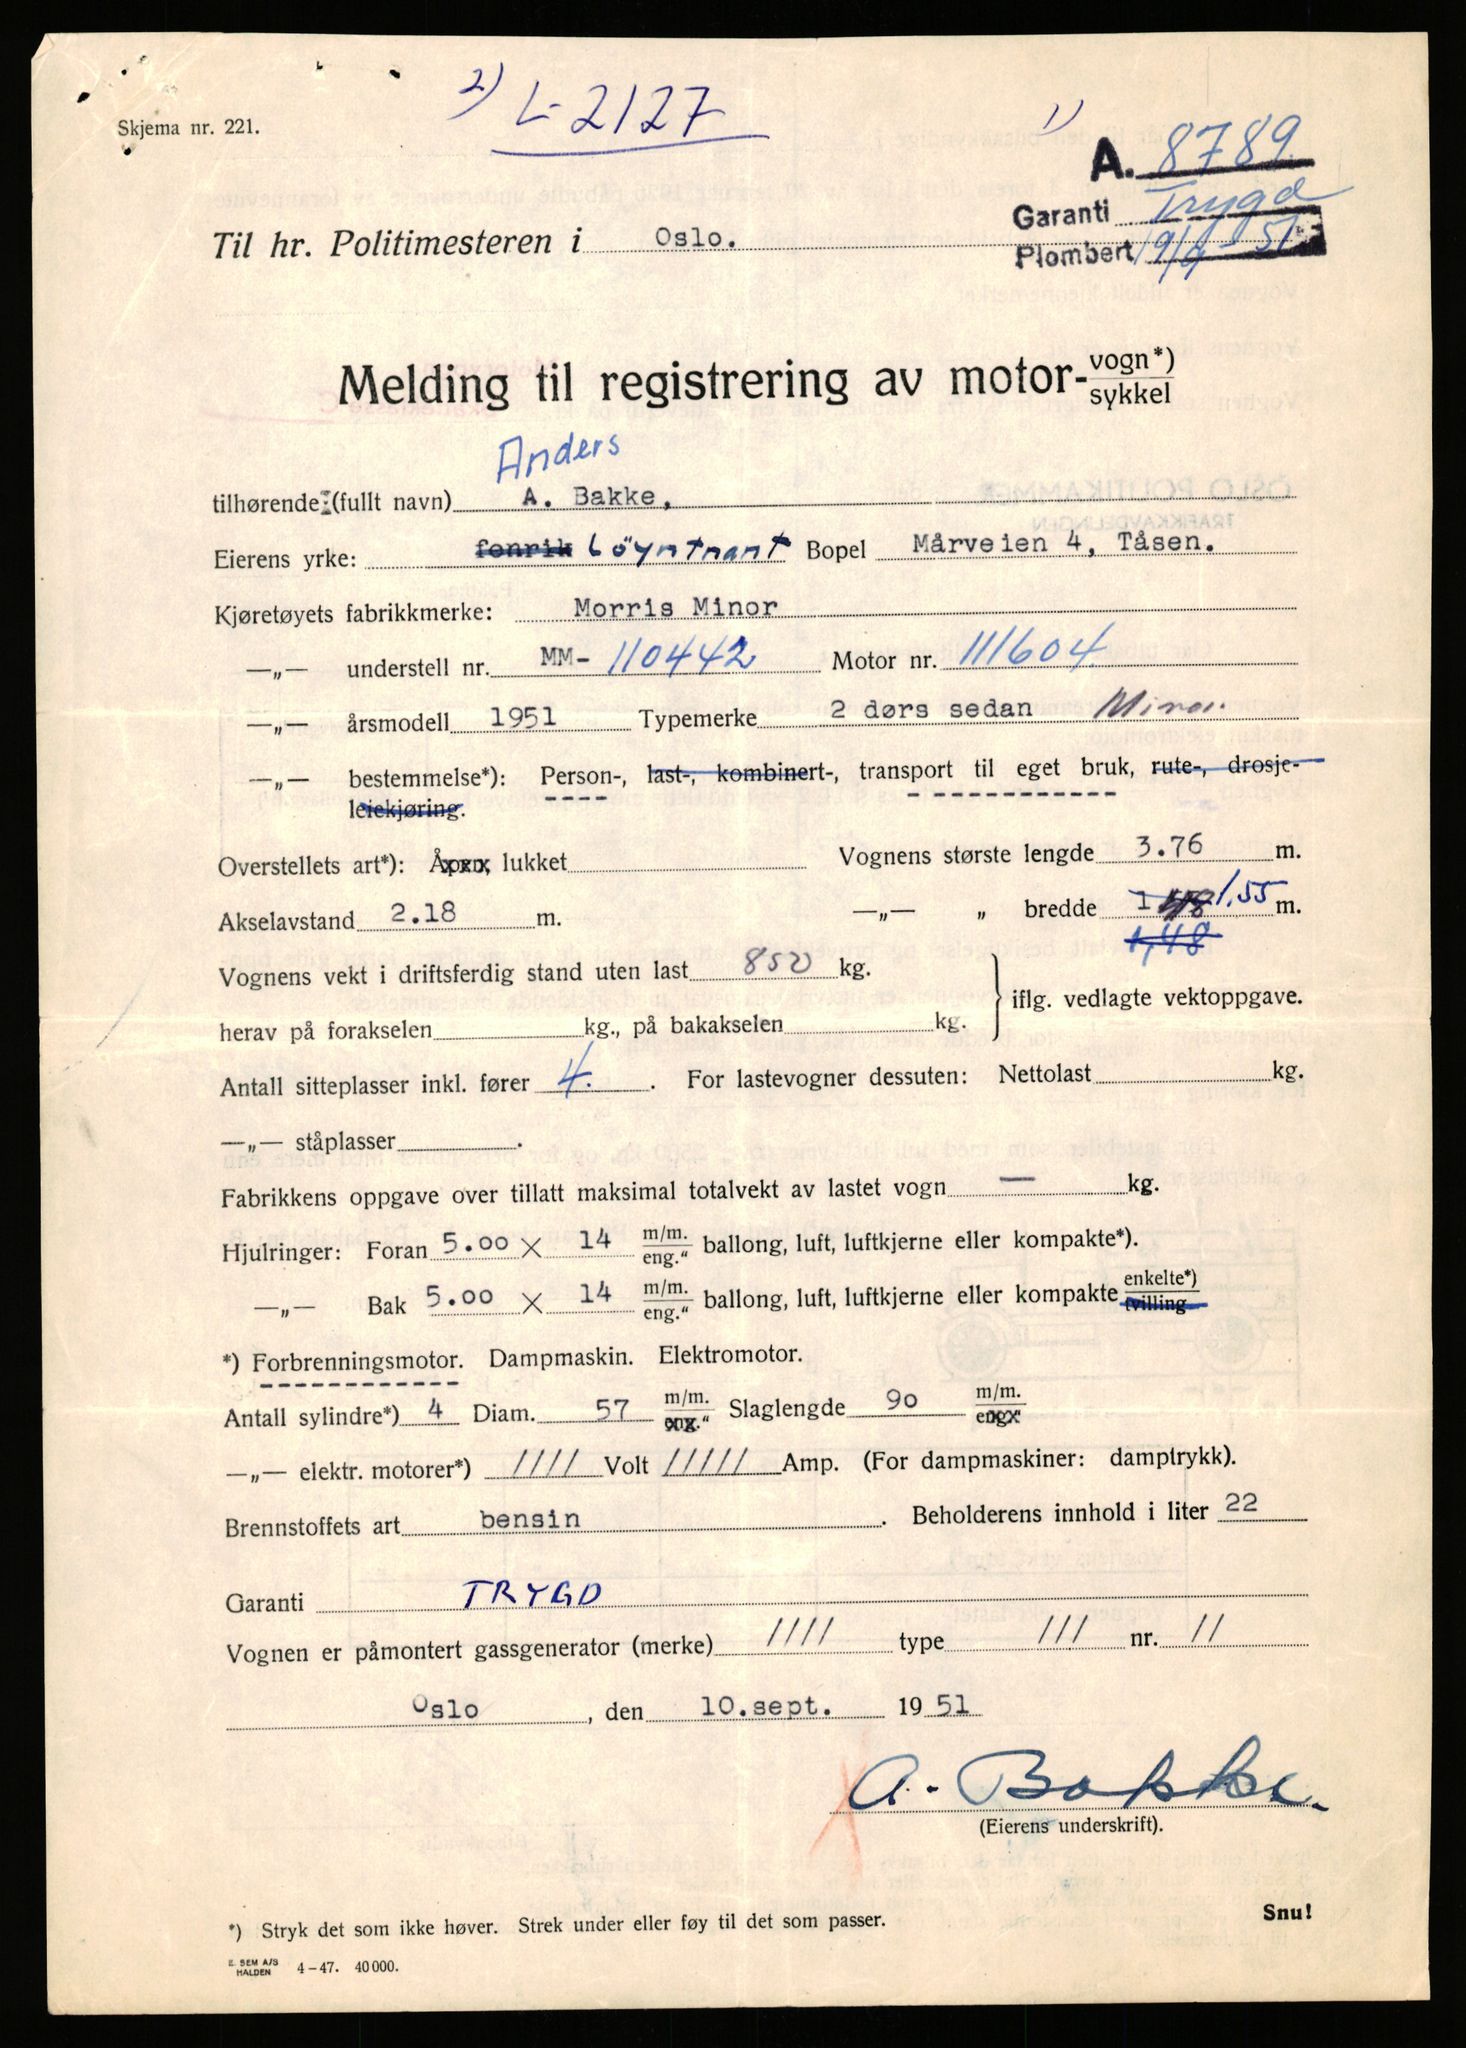 2) L-2127
1)
Skjema nr. 221.
A. 8789
Garanti Trygd
Plombert 19/9-51
Til hr. Politimesteren i Oslo.
Melding til registrering av motor-vogn*)
sykkel
Anders
tilhørende: (fullt navn) A. Bakke.
Eierens yrke: fenrik Löyntnant Bopel Mårveien 4, Tåsen.
Kjøretøyets fabrikkmerke: Morris Minor
—„— understell nr. MM- 110442 Motor nr. 111604
—„— årsmodell 1951 Typemerke 2 dørs sedan Minor
—„— bestemmelse*): Person-, last-, kombinert-, transport til eget bruk, rute-, drosje-
leiekjøring.
Overstellets art*): Åpen, lukket Vognens største lengde 3.76 m.
Akselavstand 2.18 m. —„— „ bredde 1.55 m.
1,48
Vognens vekt i driftsferdig stand uten last 850 kg.
herav på forakselen kg., på bakakselen kg. iflg. vedlagte vektoppgave.
Antall sitteplasser inkl. fører 4. For lastevogner dessuten: Nettolast kg.
—„— ståplasser .
Fabrikkens oppgave over tillatt maksimal totalvekt av lastet vogn — kg.
Hjulringer: Foran 5.00 x 14 m/m. eng.“ ballong, luft, luftkjerne eller kompakte*).
—„— Bak 5.00 x 14 m/m. eng.“ ballong, luft, luftkjerne eller kompakte enkelte*) tvilling
*) Forbrenningsmotor. Dampmaskin. Elektromotor.
Antall sylindre*) 4 Diam. 57 m/m. eng.“ Slaglengde 90 m/m. eng.“
—„— elektr. motorer*) //// Volt ///// Amp. (For dampmaskiner: damptrykk).
Brennstoffets art bensin . Beholderens innhold i liter 22
Garanti TRYGD
Vognen er påmontert gassgenerator (merke) //// type /// nr. //
Oslo , den 10.sept. 1951
A. Bakke.
(Eierens underskrift).
*) Stryk det som ikke høver. Strek under eller føy til det som passer.
Snu!
E. SEM A/S
HALDEN 4-47. 40 000.